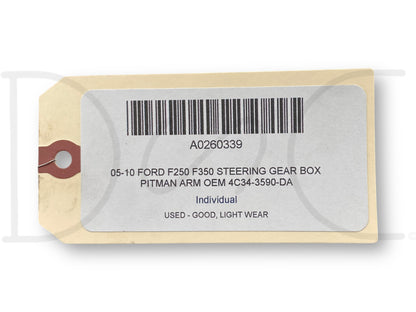 A0260339
05-10 FORD F250 F350 STEERING GEAR BOX
PITMAN ARM OEM 4C34-3590-DA
Individual
USED - GOOD, LIGHT WEAR